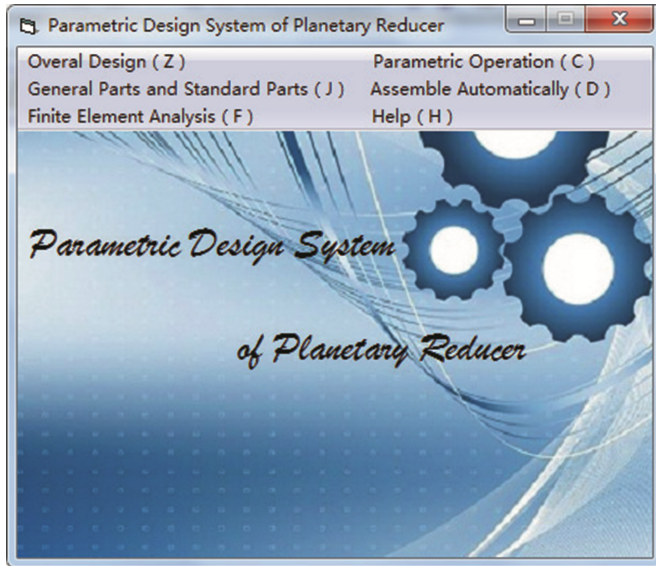 Parametric Design System of Planetary Reducer
Overal Design ( Z ) Parametric Operation ( C )
General Parts and Standard Parts ( J ) Assemble Automatically ( D )
Finite Element Analysis ( F ) Help ( H )
Parametric Design System
of Planetary Reducer